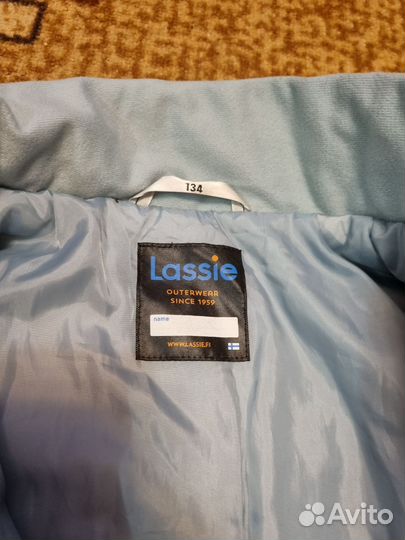 134
Lassie
OUTERWEAR
SINCE 1959
name
WWW.LASSIE.FI
Avito